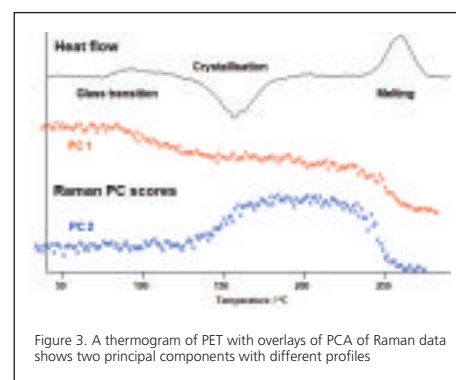 Heat flow
Crystallisation
Glass transition
Melting
PC 1
Raman PC scores
PC 2
50 100 150 200 250
Temperature / °C
Figure 3. A thermogram of PET with overlays of PCA of Raman data
shows two principal components with different profiles